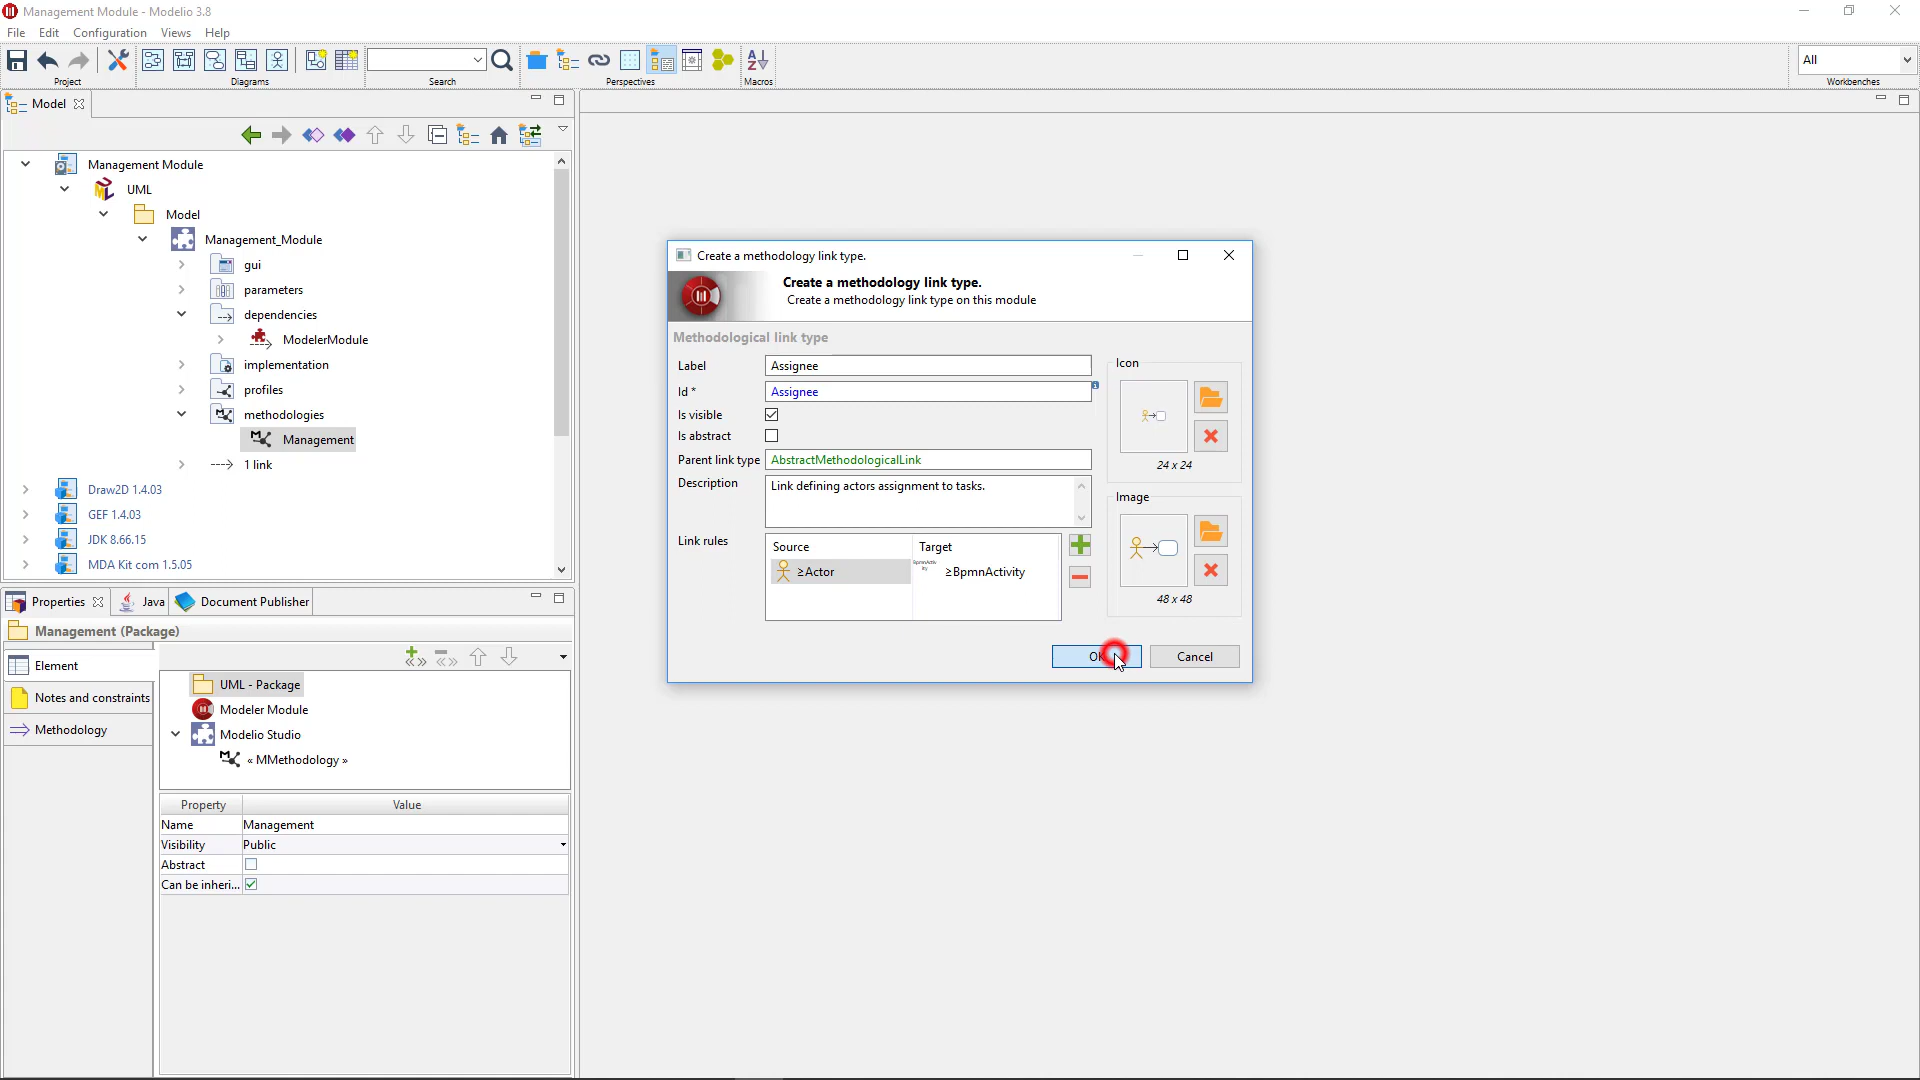 Management Module - Modelio 3.8
File Edit Configuration Views Help
Project
Diagrams
Search
Perspectives
Macros
All
Workbenches
Model
Management Module
UML
Model
Management_Module
gui
parameters
dependencies
ModelerModule
implementation
profiles
methodologies
Management
1 link
Draw2D 1.4.03
GEF 1.4.03
JDK 8.66.15
MDA Kit com 1.5.05
Properties Java Document Publisher
Management (Package)
Element
Notes and constraints
Methodology
UML - Package
Modeler Module
Modelio Studio
« MMethodology »
Property Value
Name Management
Visibility Public
Abstract
Can be inheri...
Create a methodology link type.
Create a methodology link type.
Create a methodology link type on this module
Methodological link type
Label Assignee
Id * Assignee
Is visible
Is abstract
Parent link type AbstractMethodologicalLink
Description Link defining actors assignment to tasks.
Link rules
Source Target
≥Actor ≥BpmnActivity
Icon
24 x 24
Image
48 x 48
OK Cancel